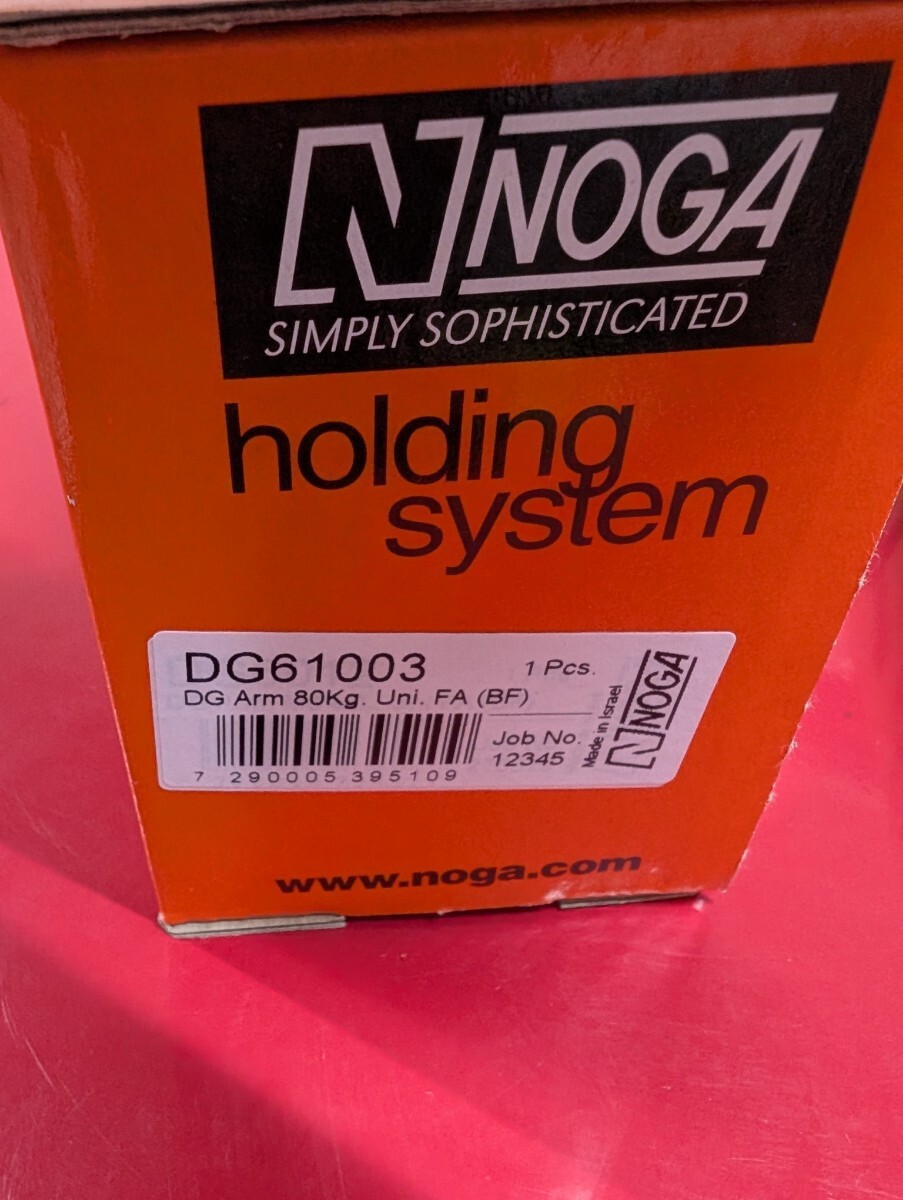 NOGA
SIMPLY SOPHISTICATED
holding
system
DG61003 1 Pcs.
DG Arm 80Kg. Uni. FA (BF)
Job No.
12345
7 290005 395109
Made in Israel
NOGA
www.noga.com